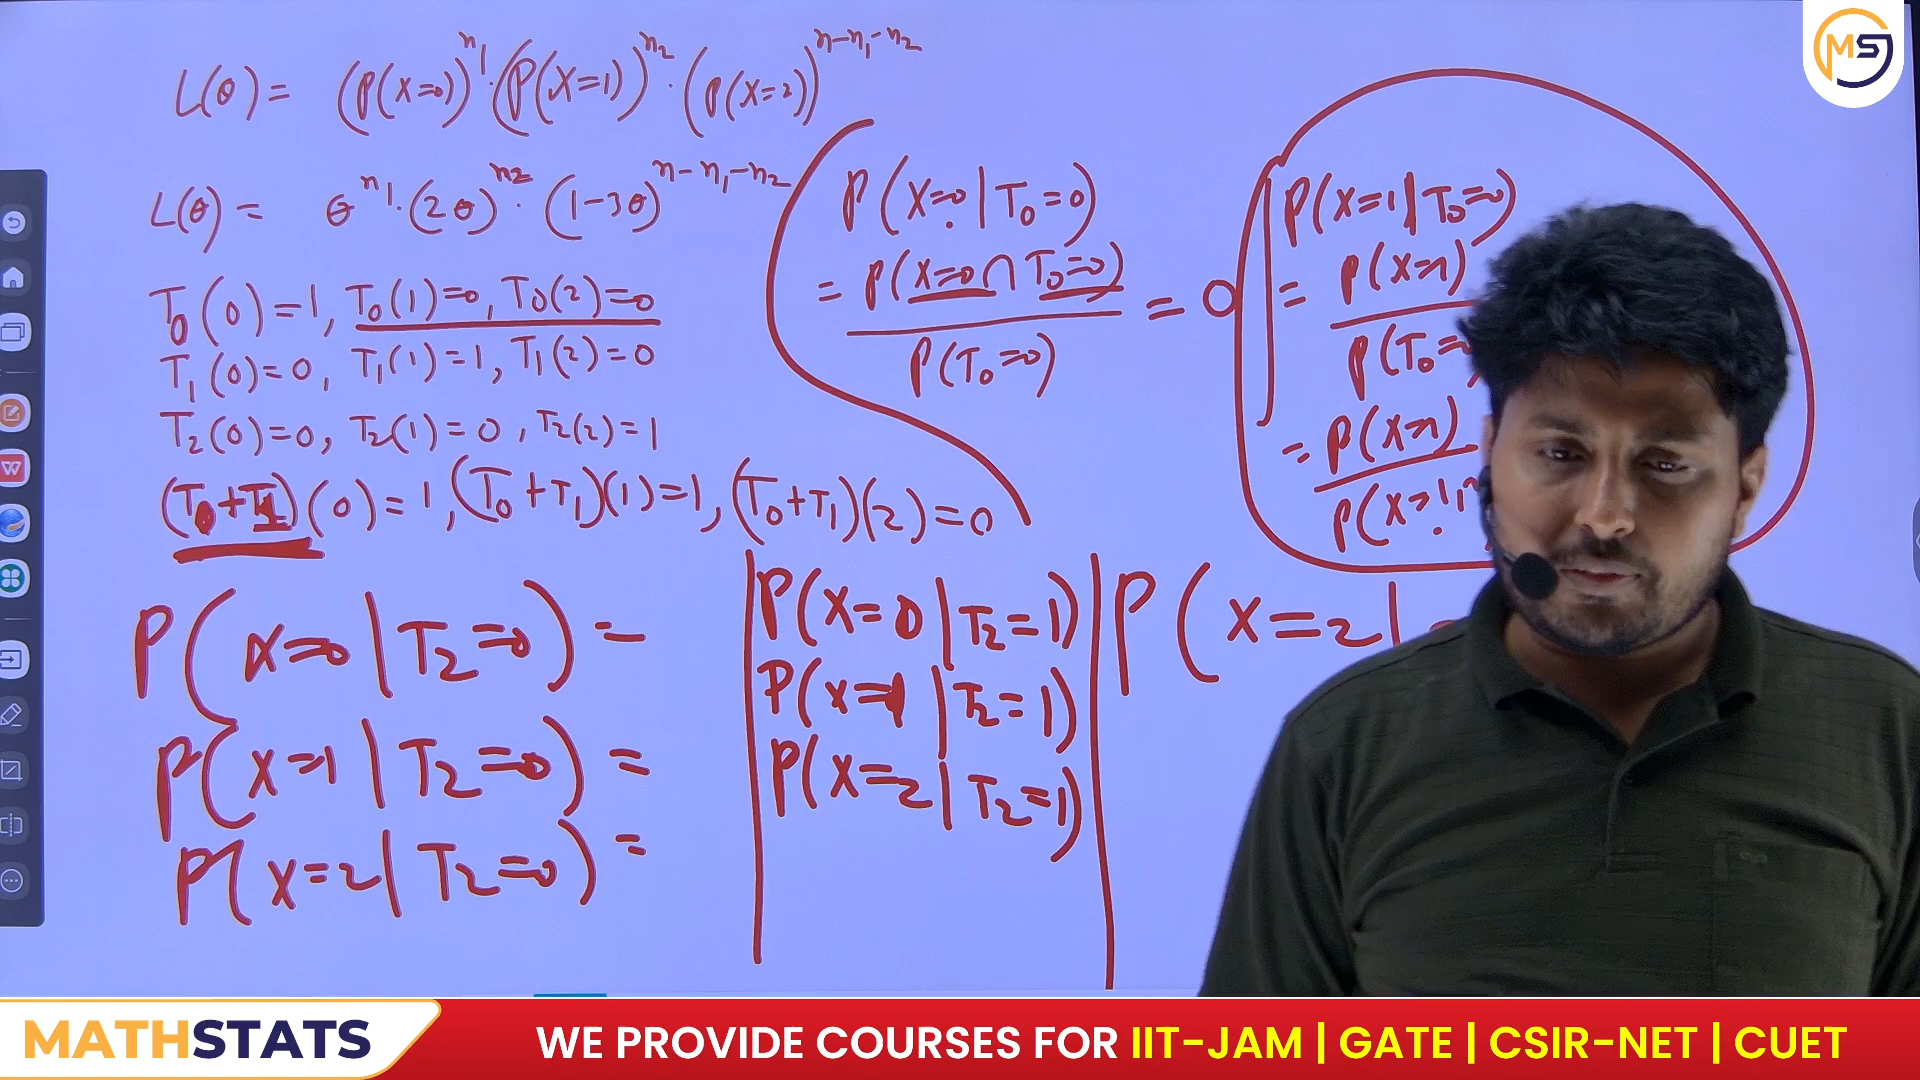 L(θ) = (P(X=0))^n1 · (P(X=1))^n2 · (P(X=2))^n-n1-n2
L(θ) = θ^n1 · (2θ)^n2 · (1-3θ)^n-n1-n2
T0(0)=1, T0(1)=0, T0(2)=0
T1(0)=0, T1(1)=1, T1(2)=0
T2(0)=0, T2(1)=0, T2(2)=1
(T0+T1)(0)=1, (T0+T1)(1)=1, (T0+T1)(2)=0
P(X=0|T0=0)
= P(X=0∩T0=0)
P(T0=0)
= 0
P(X=1|T0=0)
= P(X=1)
P(T0=0
= P(X=1)
P(X=1,
P(X=0|T2=0) =
P(X=1|T2=0) =
P(X=2|T2=0) =
P(X=0|T2=1)
P(X=1|T2=1)
P(X=2|T2=1)
P(X=2|
MS
MATHSTATS
WE PROVIDE COURSES FOR IIT-JAM | GATE | CSIR-NET | CUET